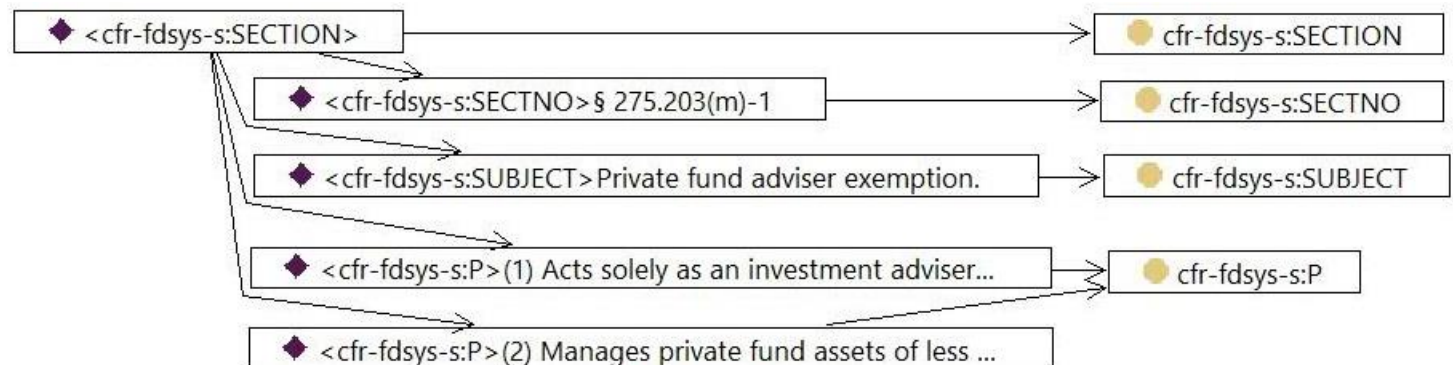 <cfr-fdsys-s:SECTION>
cfr-fdsys-s:SECTION
<cfr-fdsys-s:SECTNO>§ 275.203(m)-1
cfr-fdsys-s:SECTNO
<cfr-fdsys-s:SUBJECT>Private fund adviser exemption.
cfr-fdsys-s:SUBJECT
<cfr-fdsys-s:P>(1) Acts solely as an investment adviser...
cfr-fdsys-s:P
<cfr-fdsys-s:P>(2) Manages private fund assets of less ...